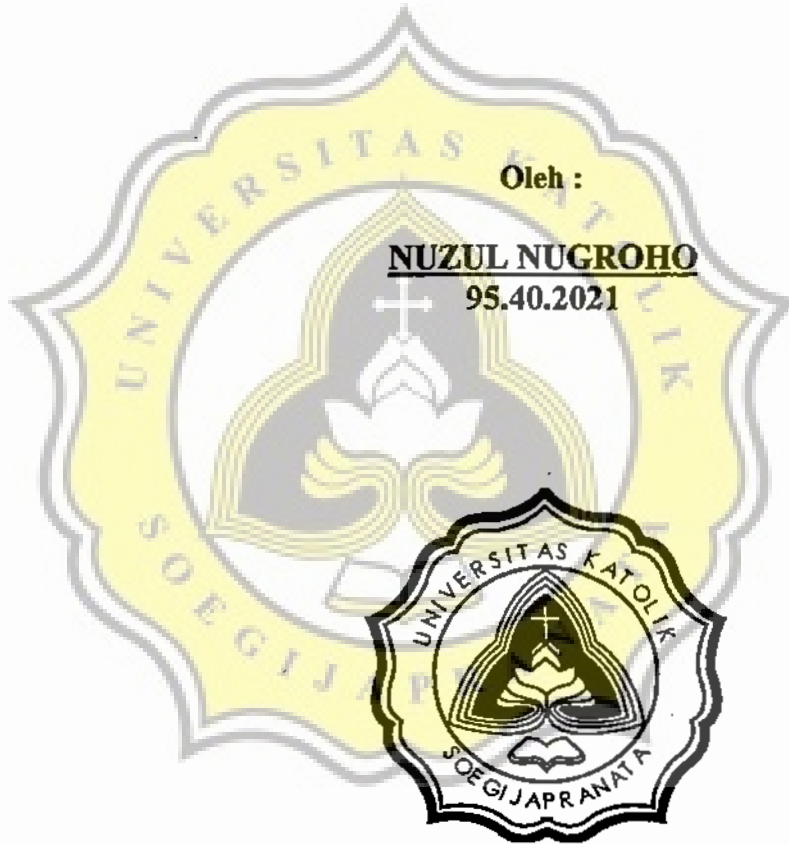 UNIVERSITAS KATOLIK
SOEGIJAPRANATA
Oleh :
NUZUL NUGROHO
95.40.2021
UNIVERSITAS KATOLIK
SOEGIJAPRANATA